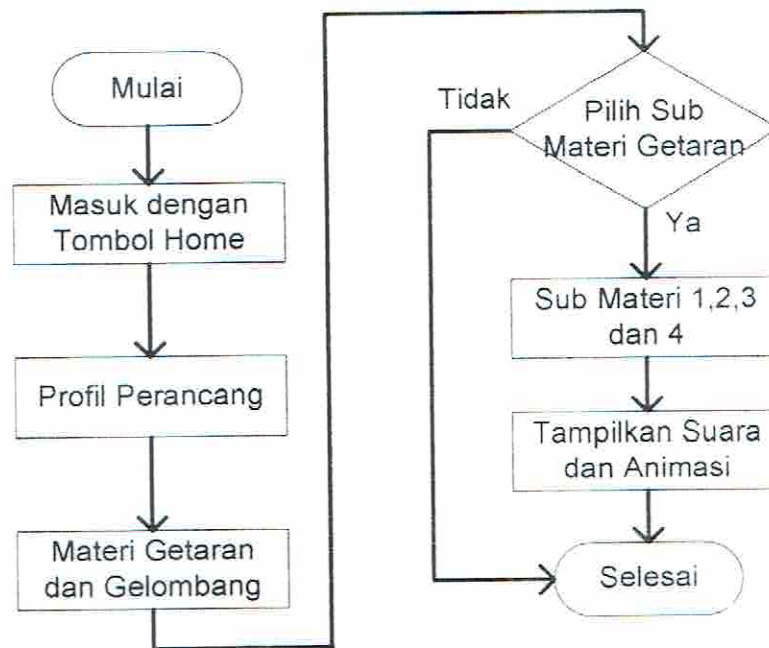 Mulai
Masuk dengan
Tombol Home
Profil Perancang
Materi Getaran
dan Gelombang
Pilih Sub
Materi Getaran
Tidak
Ya
Sub Materi 1,2,3
dan 4
Tampilkan Suara
dan Animasi
Selesai